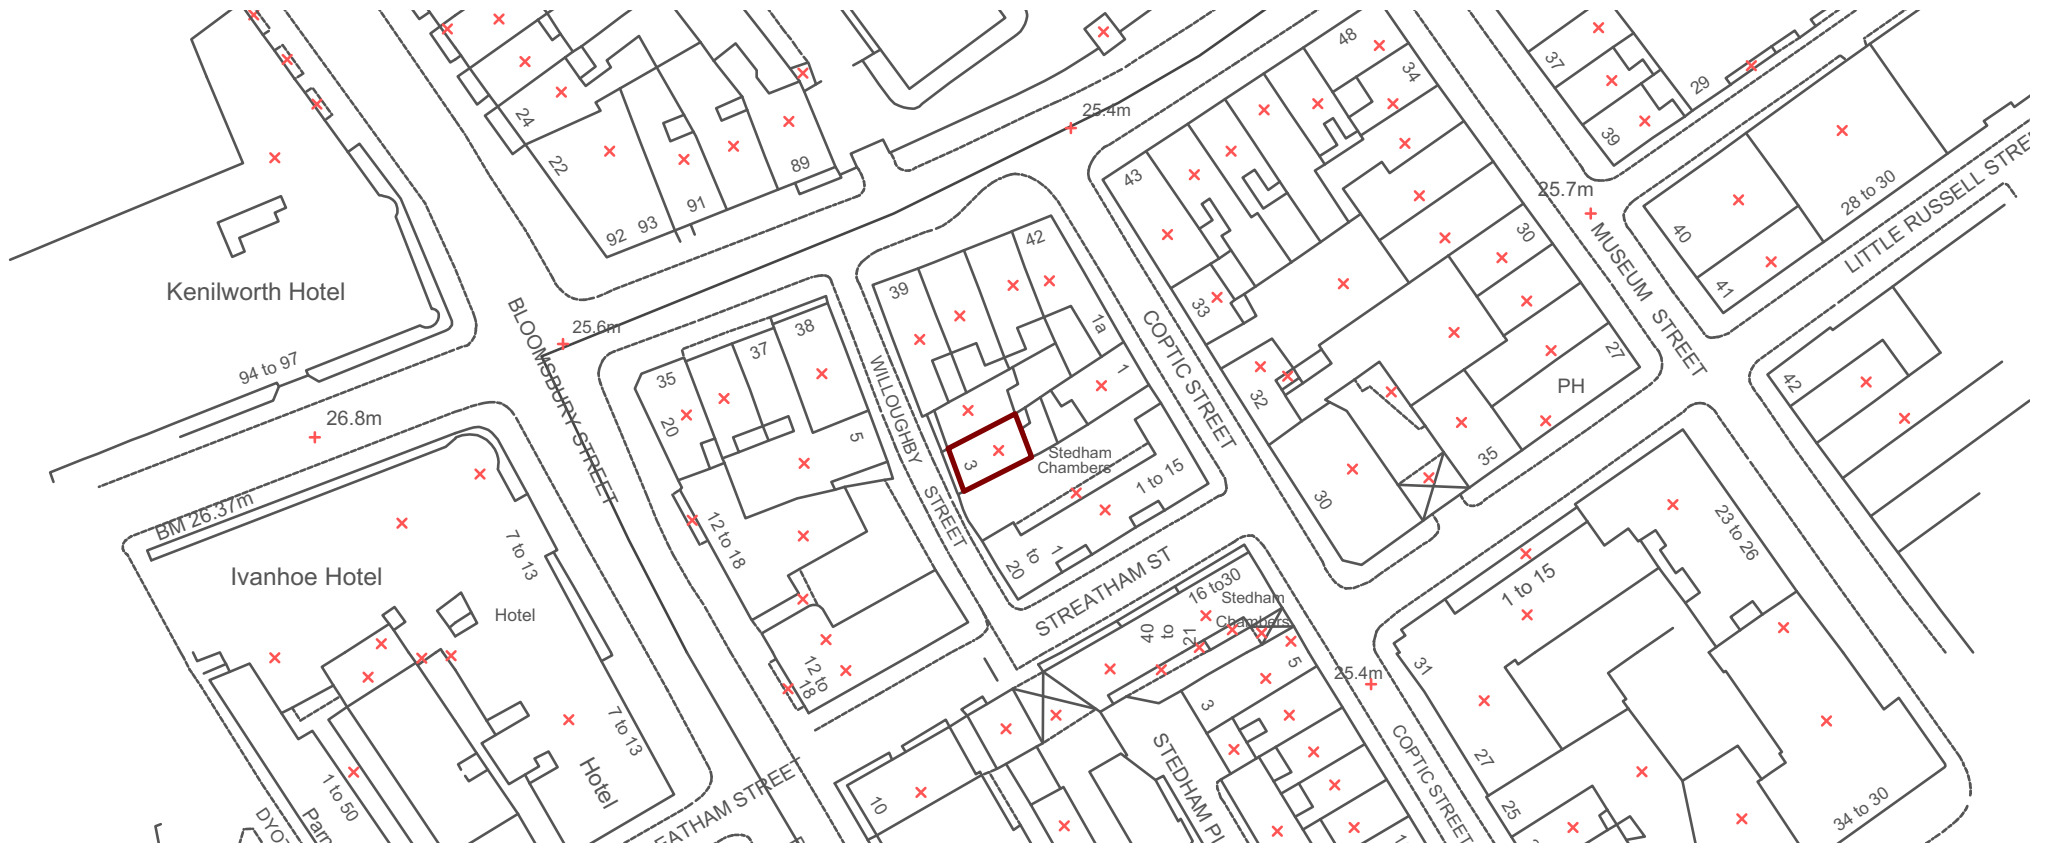 48
34
37
29
39
24
22
89
91
93
92
25.4m
43
25.7m
28 to 30
LITTLE RUSSELL
40
41
30
MUSEUM STREET
Kenilworth Hotel
42
39
33
1a
COPTIC STREET
27
PH
42
25.6m
BLOOMSBURY STREET
38
37
35
20
5
WILLOUGHBY
STREET
94 to 97
26.8m
1
32
3
Stedham
Chambers
1 to 15
35
30
BM 26.37m
12 to 18
7 to 13
Ivanhoe Hotel
Hotel
20
to
1
STREATHAM ST
16 to30
Stedham
Chambers
40
to
27
23 to 26
1 to 15
12 to
18
5
3
25.4m
31
7 to 13
Hotel
1 to 50
10
STEDHAM
COPTIC STREET
27
25
34 to 30